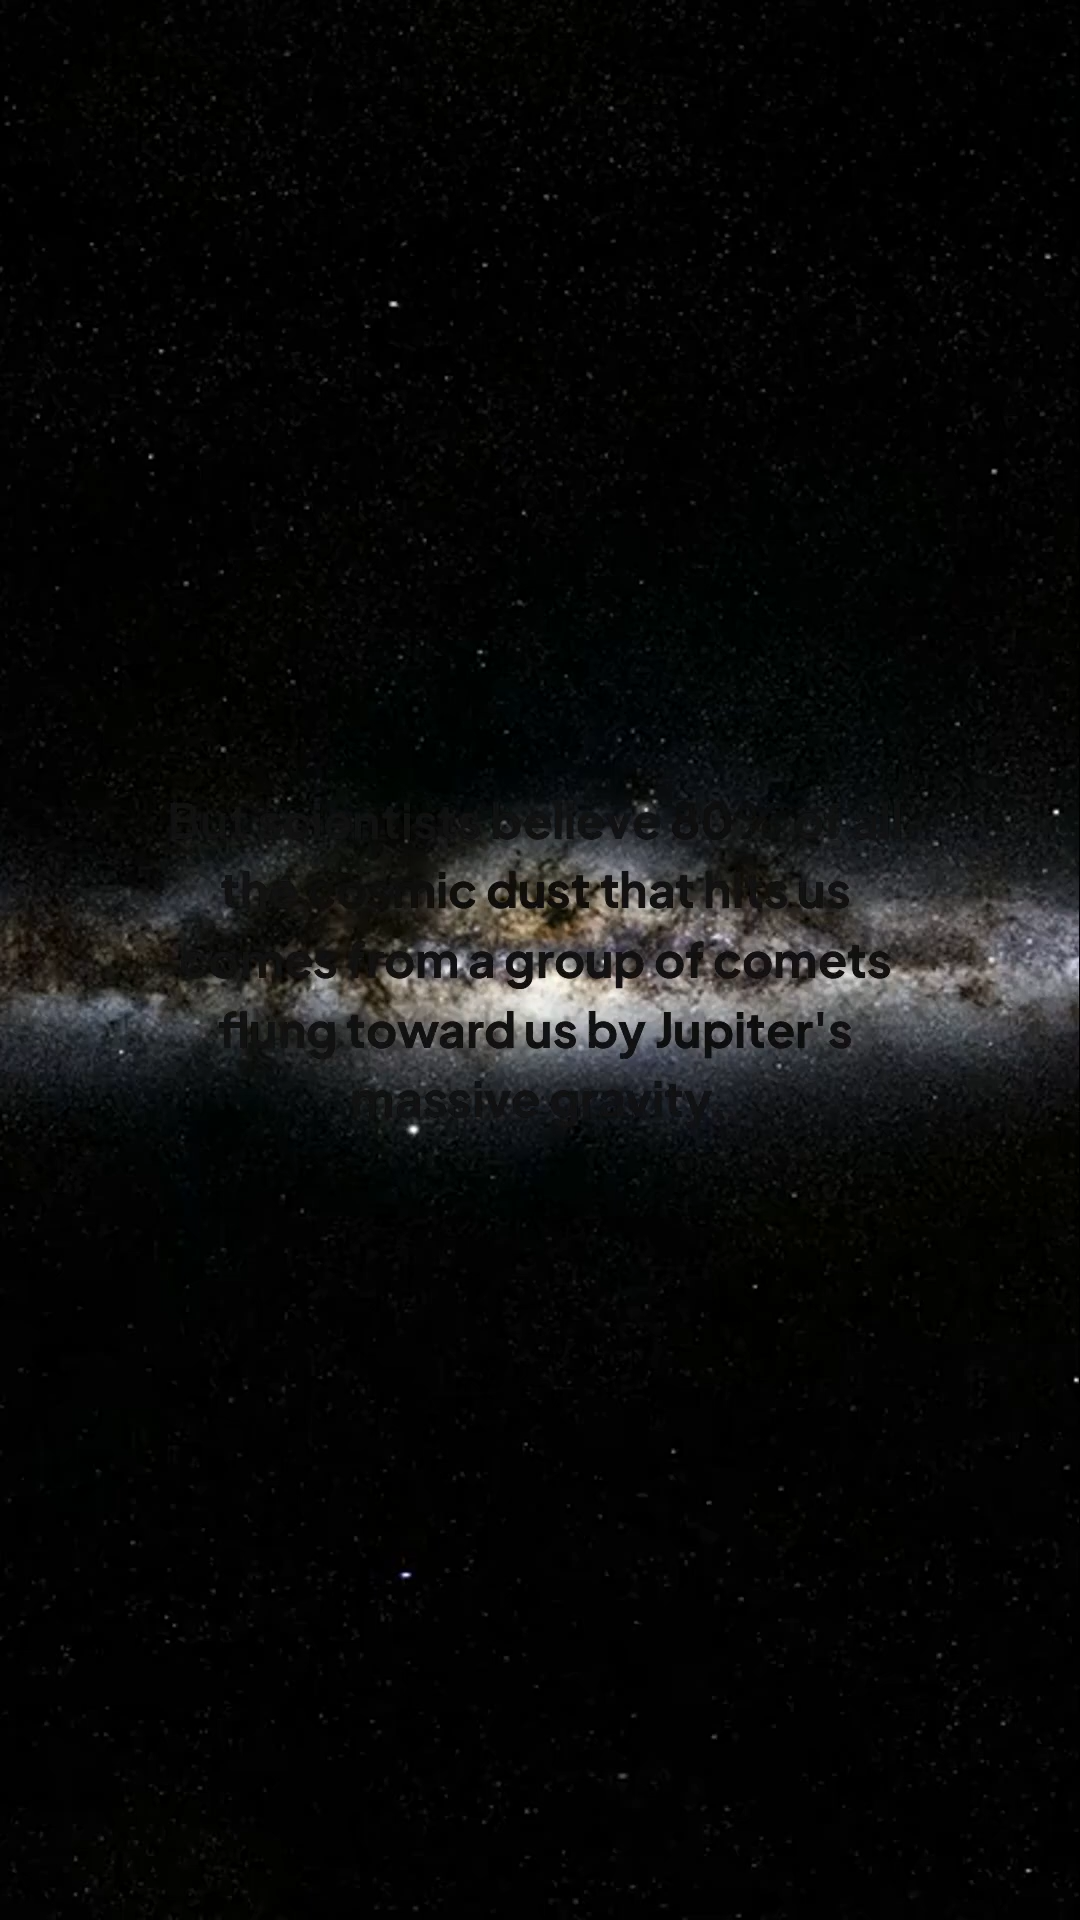 But scientists believe 80% of all
the cosmic dust that hits us
comes from a group of comets
flung toward us by Jupiter's
massive gravity.